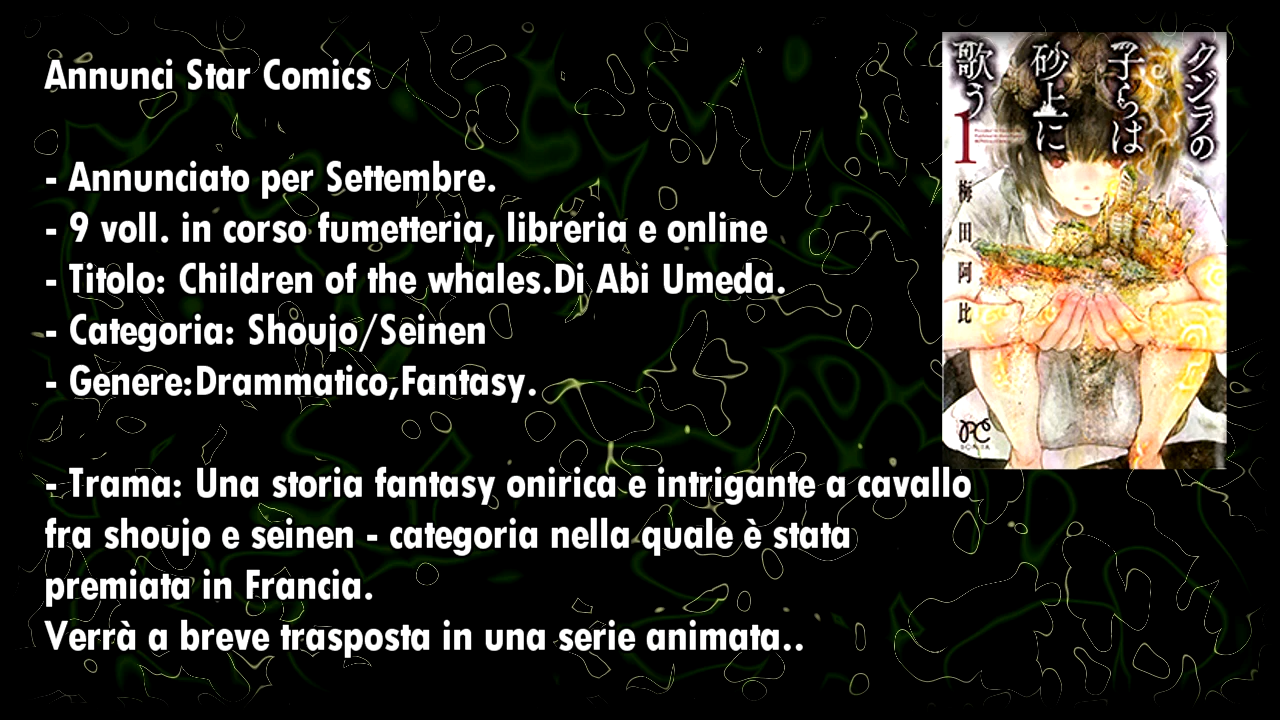 Annunci Star Comics
- Annunciato per Settembre.
- 9 voll. in corso fumetteria, libreria e online
- Titolo: Children of the whales.Di Abi Umeda.
- Categoria: Shoujo/Seinen
- Genere:Drammatico,Fantasy.
- Trama: Una storia fantasy onirica e intrigante a cavallo
fra shoujo e seinen - categoria nella quale è stata
premiata in Francia.
Verrà a breve trasposta in una serie animata..
クジラの
子らは
砂上に
歌う
1
梅田阿比